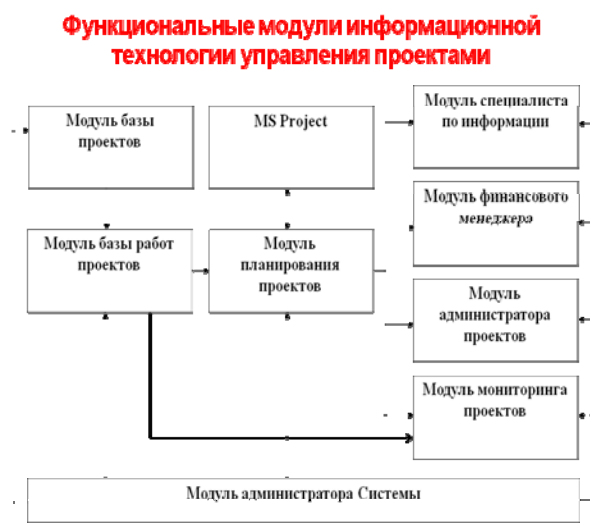 Функциональные модули информационной
технологии управления проектами
Модуль базы
проектов
MS Project
Модуль специалиста
по информации
Модуль финансового
менеджера
Модуль базы работ
проектов
Модуль
планирования
проектов
Модуль
администратора
проектов
Модуль мониторинга
проектов
Модуль администратора Системы